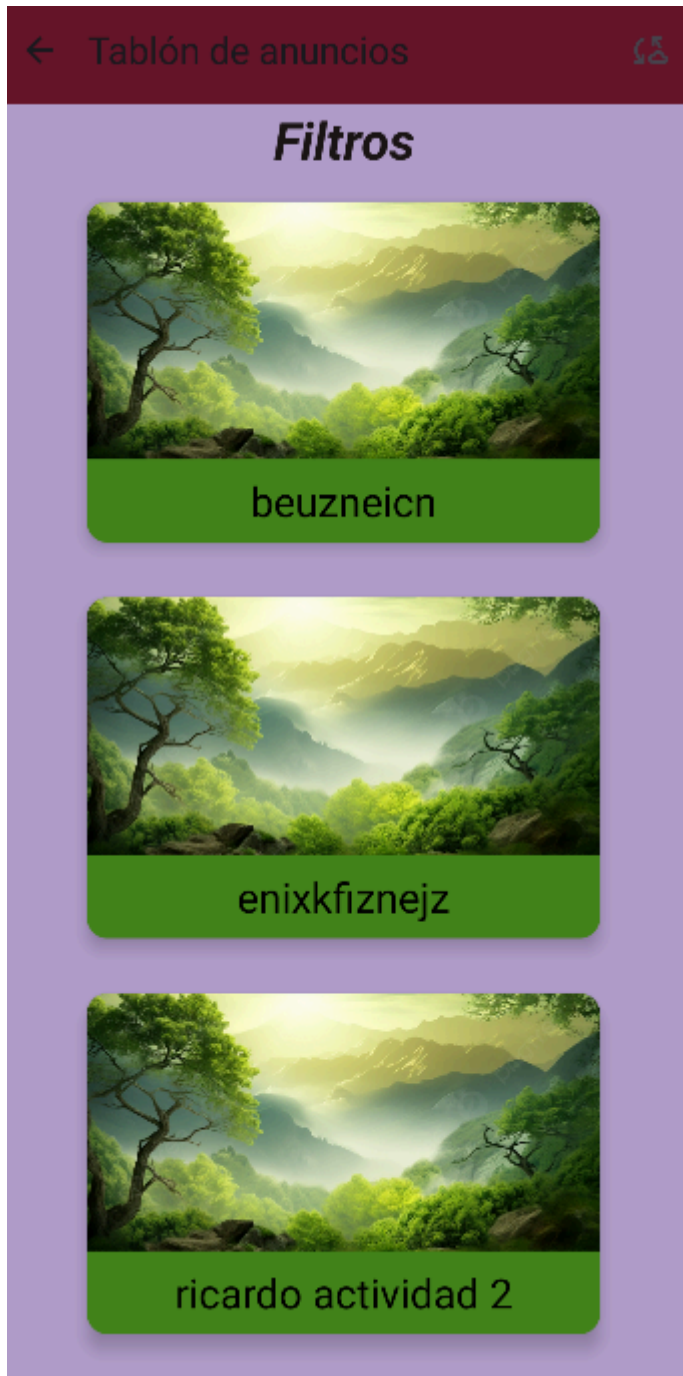 Tablón de anuncios
Filtros
beuzneicn
enixkfiznejz
ricardo actividad 2